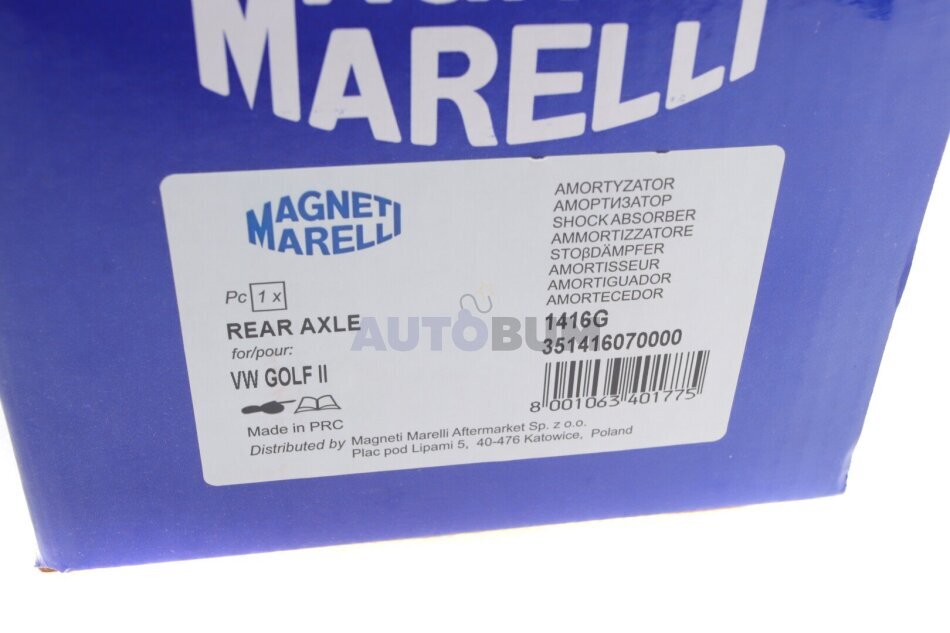 MARELLI
MAGNETI
MARELLI
Pc 1 x
REAR AXLE
for/pour:
VW GOLF II
Made in PRC
Distributed by Magneti Marelli Aftermarket Sp. z o.o.
Plac pod Lipami 5, 40-476 Katowice, Poland
AMORTYZATOR
АМОРТИЗАТОР
SHOCK ABSORBER
AMMORTIZZATORE
STOβDÄMPFER
AMORTISSEUR
AMORTIGUADOR
AMORTECEDOR
1416G
351416070000
8 001063 401775
AUTOBUM